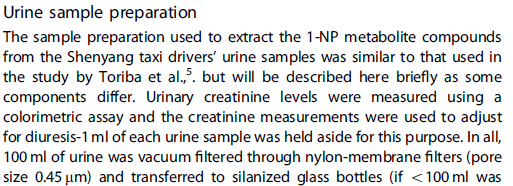 Urine sample preparation
The sample preparation used to extract the 1-NP metabolite compounds
from the Shenyang taxi drivers’ urine samples was similar to that used in
the study by Toriba et al.,⁵. but will be described here briefly as some
components differ. Urinary creatinine levels were measured using a
colorimetric assay and the creatinine measurements were used to adjust
for diuresis-1 ml of each urine sample was held aside for this purpose. In all,
100 ml of urine was vacuum filtered through nylon-membrane filters (pore
size 0.45 μm) and transferred to silanized glass bottles (if <100 ml was